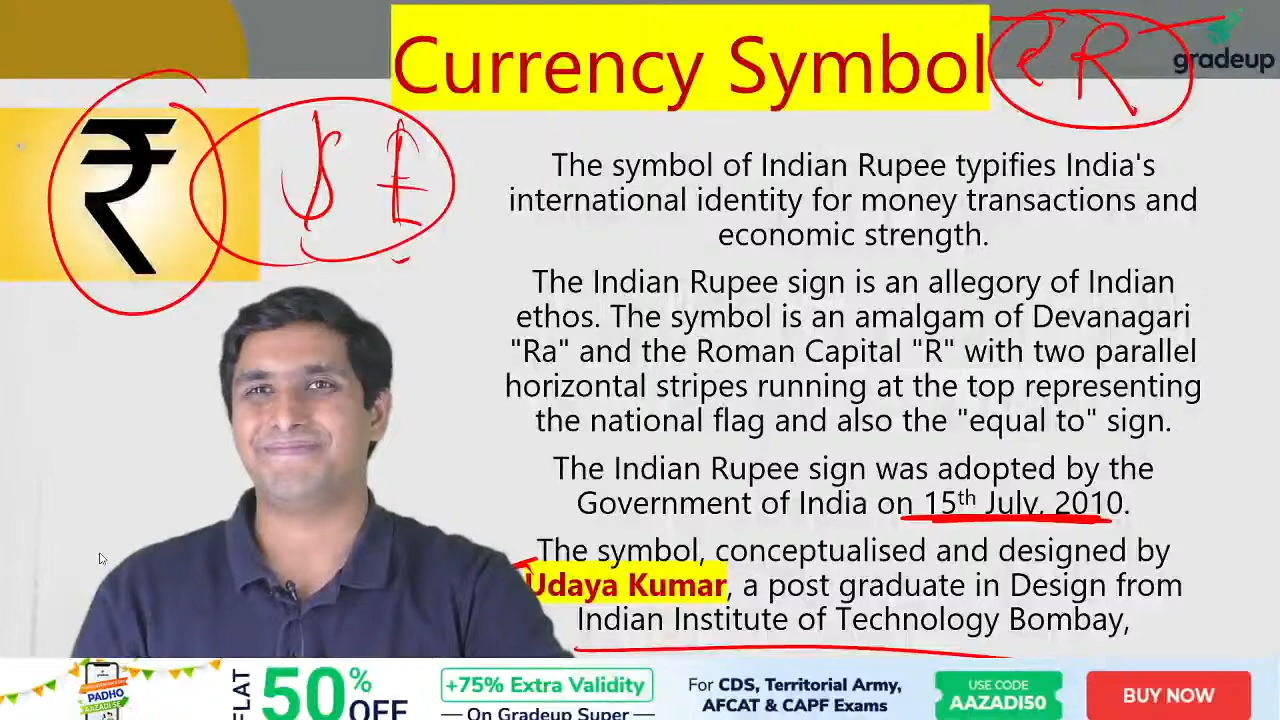 Currency Symbol
र R
gradeup
₹
$ £
The symbol of Indian Rupee typifies India's
international identity for money transactions and
economic strength.
The Indian Rupee sign is an allegory of Indian
ethos. The symbol is an amalgam of Devanagari
"Ra" and the Roman Capital "R" with two parallel
horizontal stripes running at the top representing
the national flag and also the "equal to" sign.
The Indian Rupee sign was adopted by the
Government of India on 15th July, 2010.
The symbol, conceptualised and designed by
Udaya Kumar, a post graduate in Design from
Indian Institute of Technology Bombay,
PADHO
AAZADI SE
FLAT
50% OFF
+75% Extra Validity
On Gradeup Super
For CDS, Territorial Army,
AFCAT & CAPF Exams
USE CODE
AAZADI50
BUY NOW